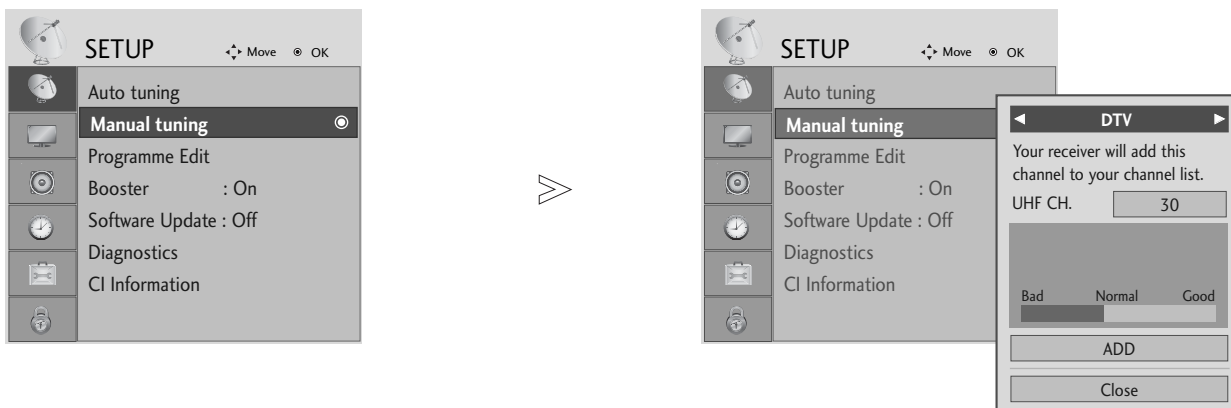 SETUP Move OK
Auto tuning
Manual tuning
Programme Edit
Booster : On
Software Update : Off
Diagnostics
CI Information
SETUP Move OK
Auto tuning
Manual tuning
Programme Edit
Booster : On
Software Update : Off
Diagnostics
CI Information
DTV
Your receiver will add this
channel to your channel list.
UHF CH. 30
Bad Normal Good
ADD
Close